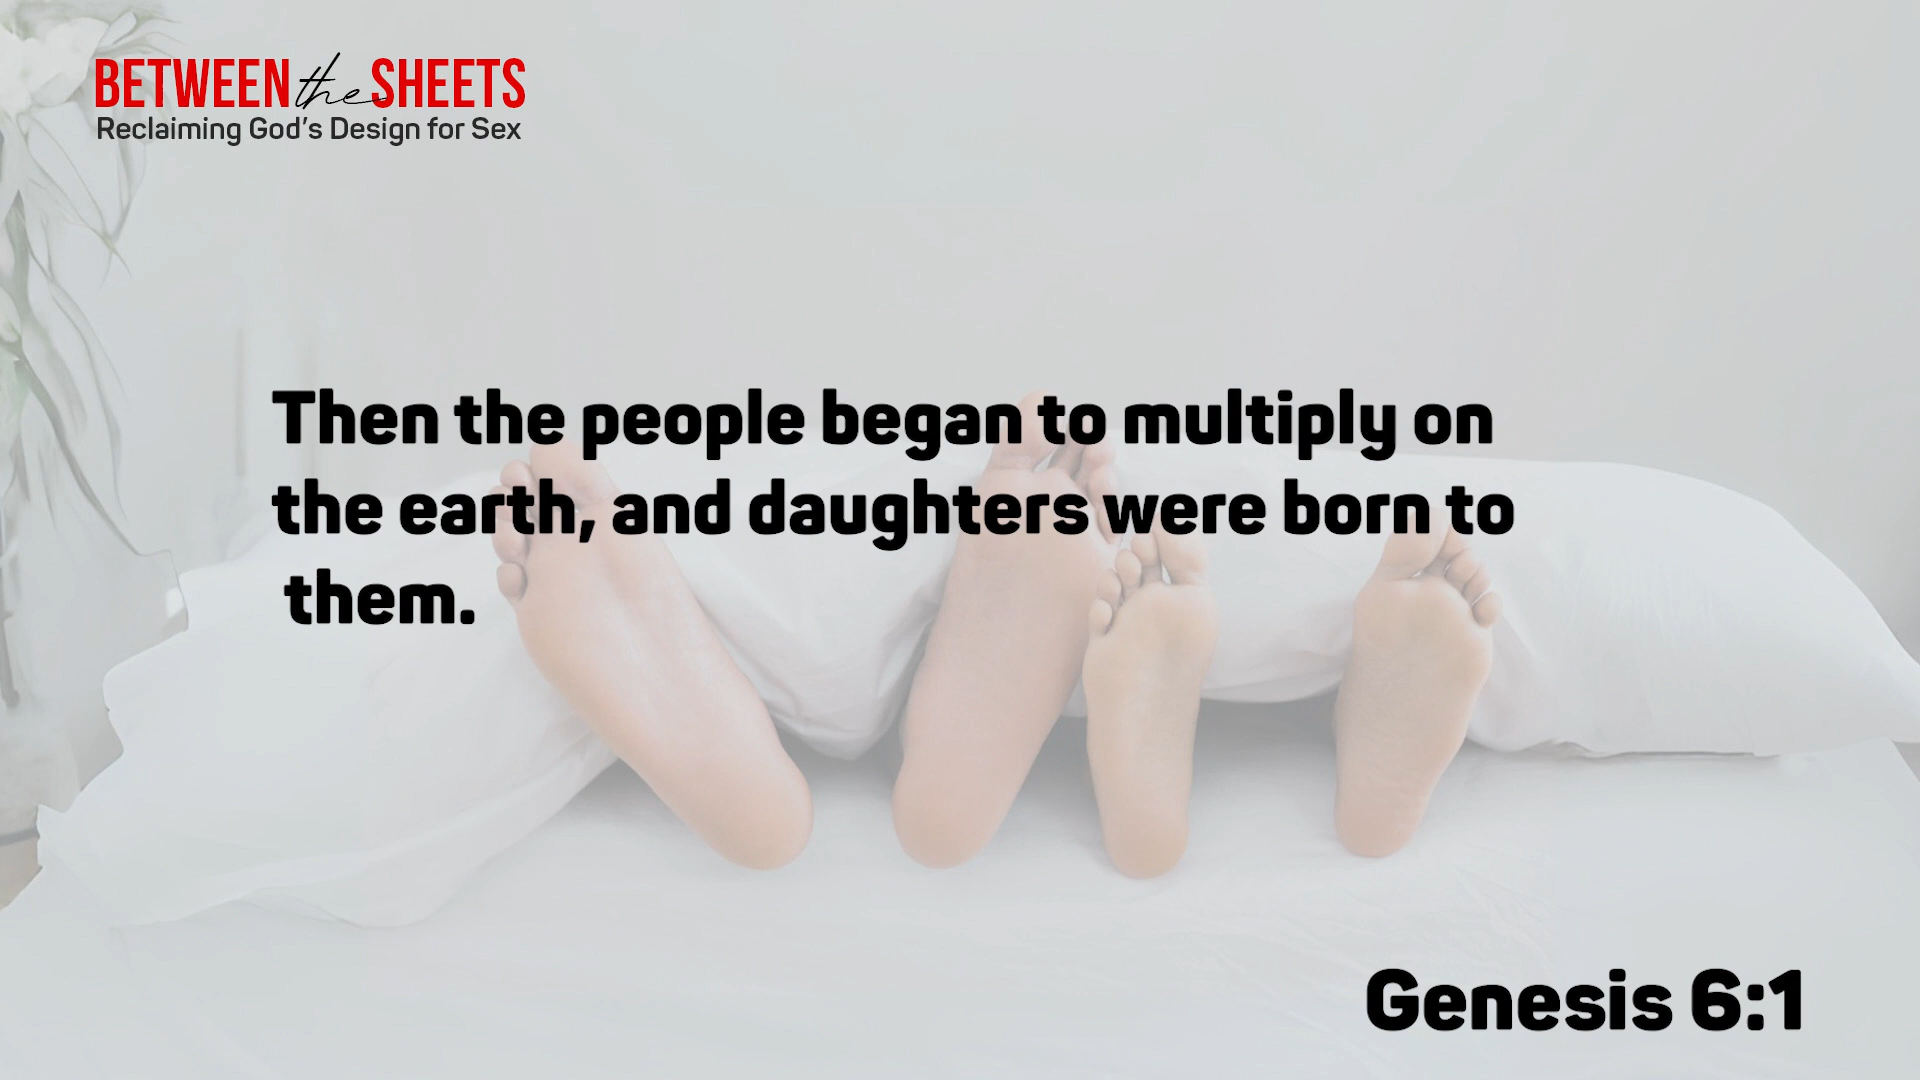 BETWEEN the SHEETS
Reclaiming God's Design for Sex
Then the people began to multiply on
the earth, and daughters were born to
them.
Genesis 6:1